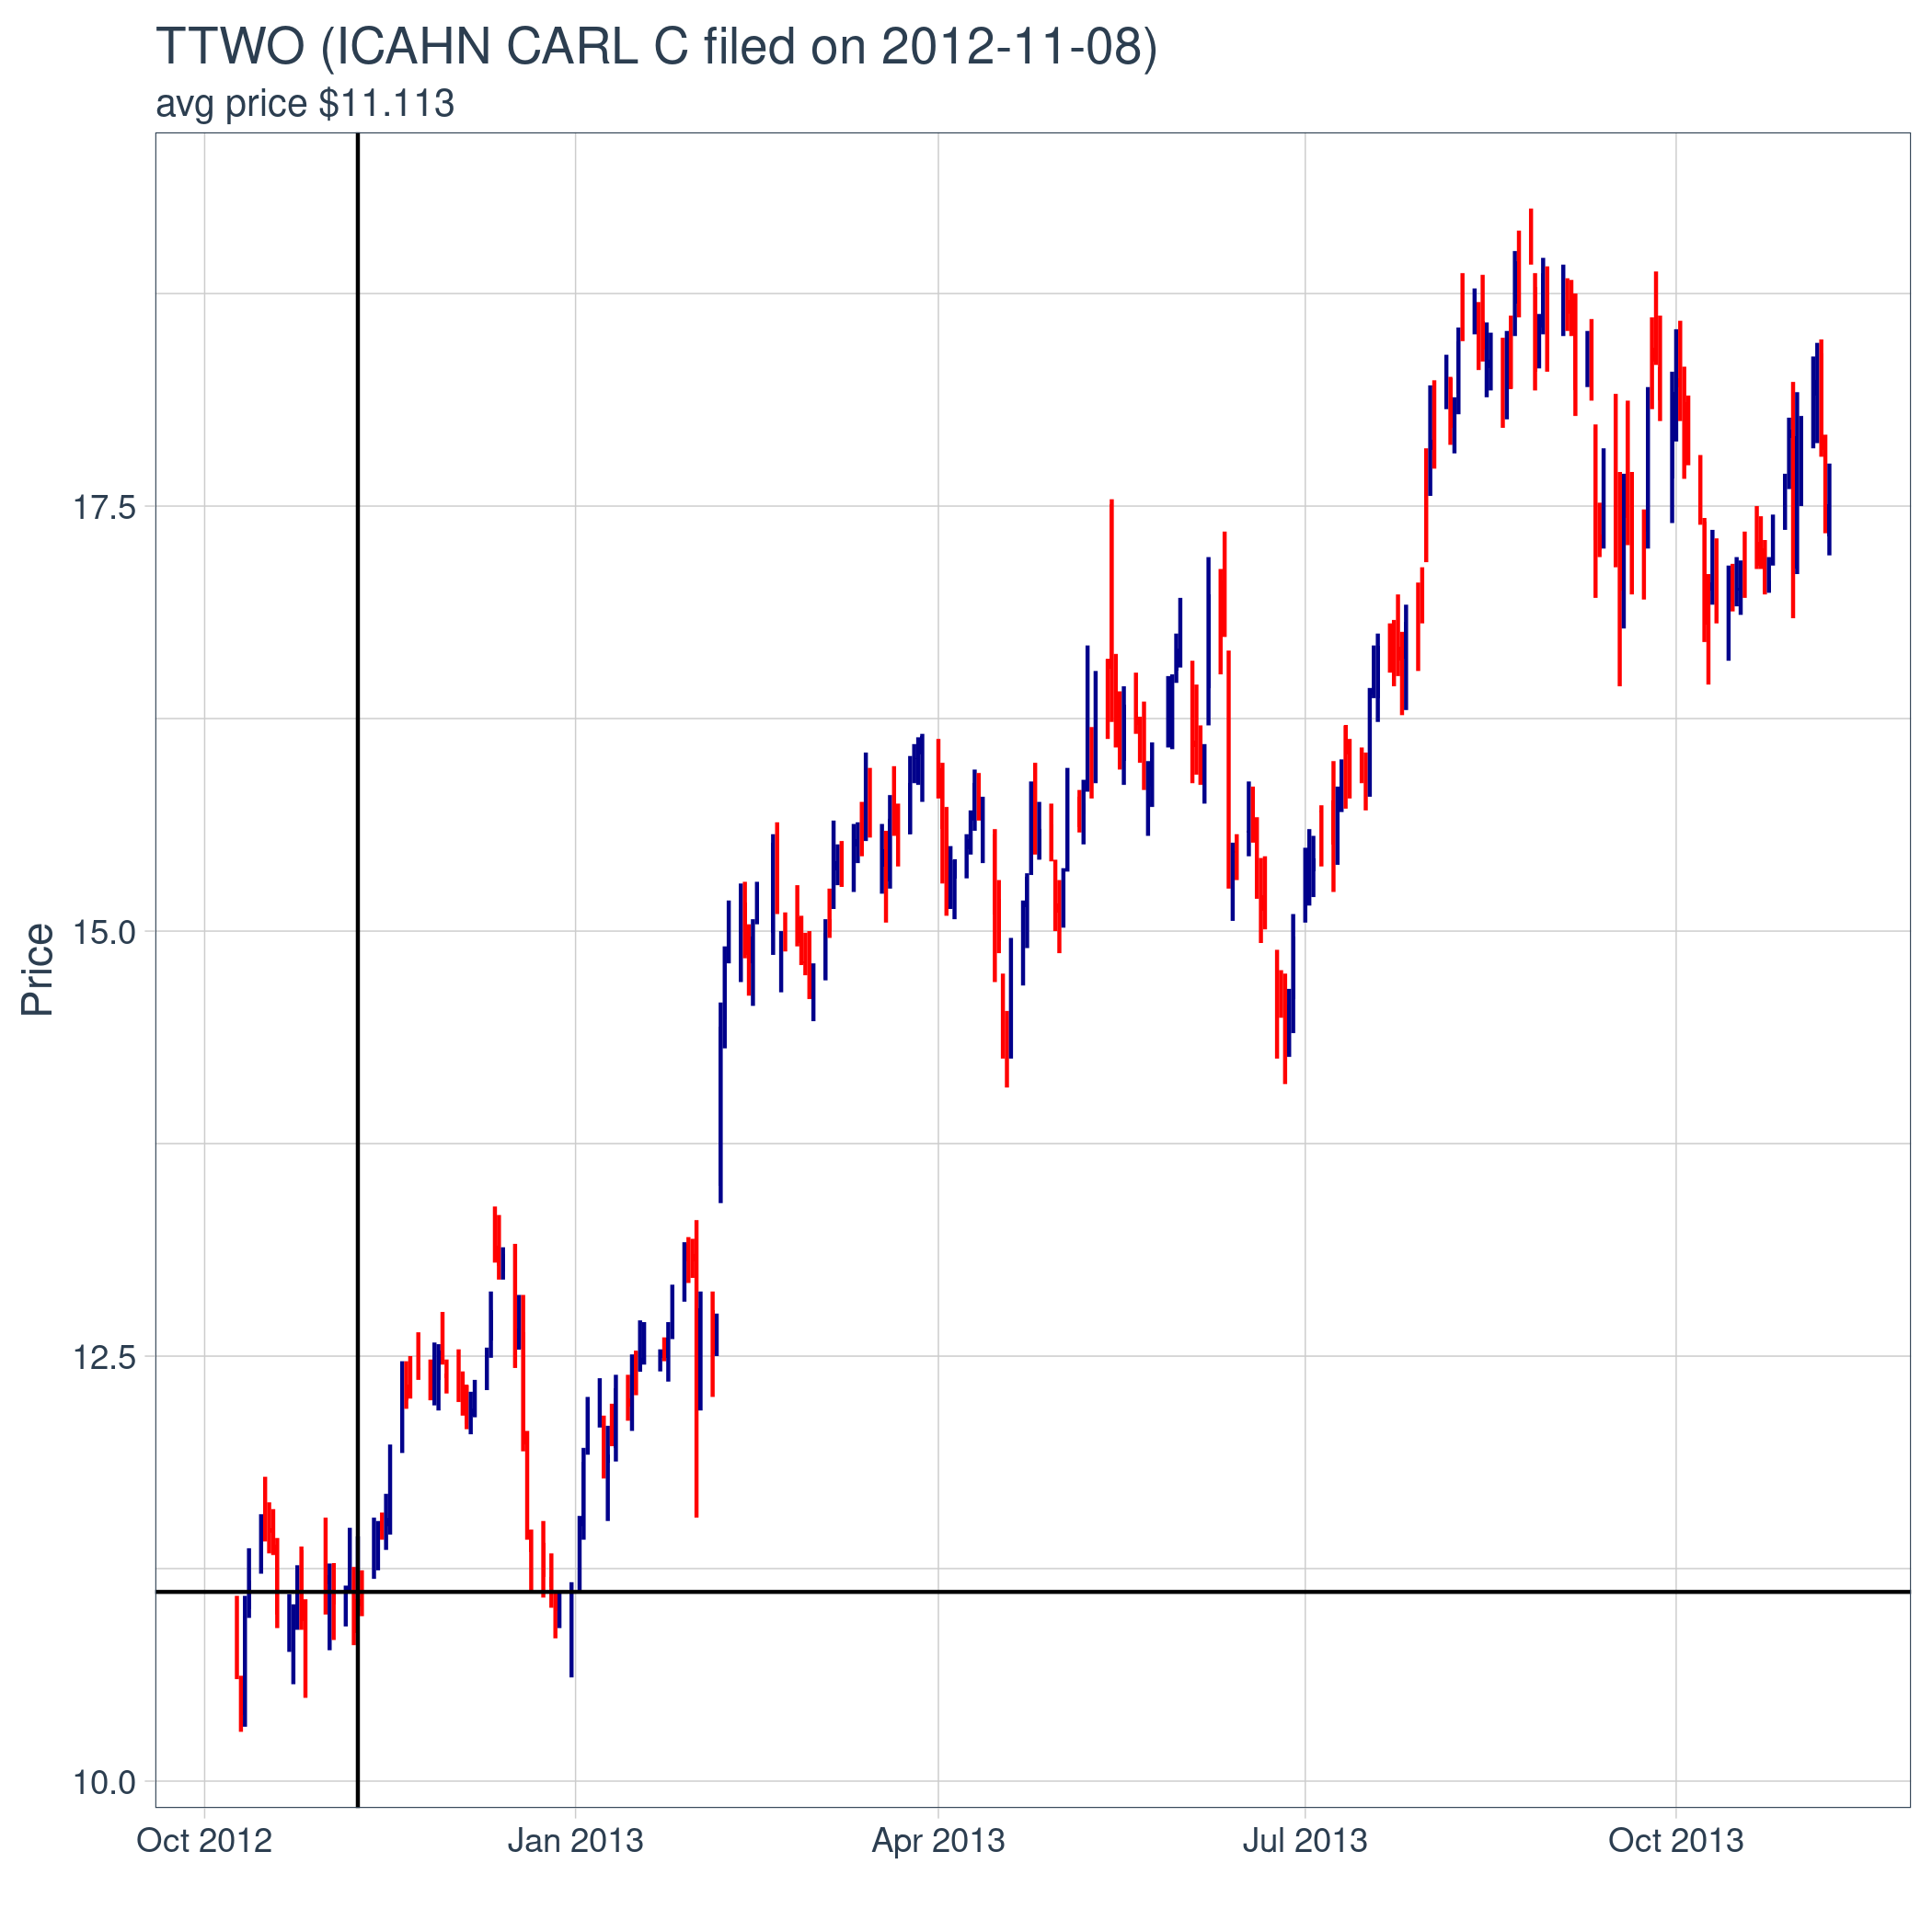 TTWO (ICAHN CARL C filed on 2012-11-08)
avg price $11.113
Price
17.5
15.0
12.5
10.0
Oct 2012
Jan 2013
Apr 2013
Jul 2013
Oct 2013